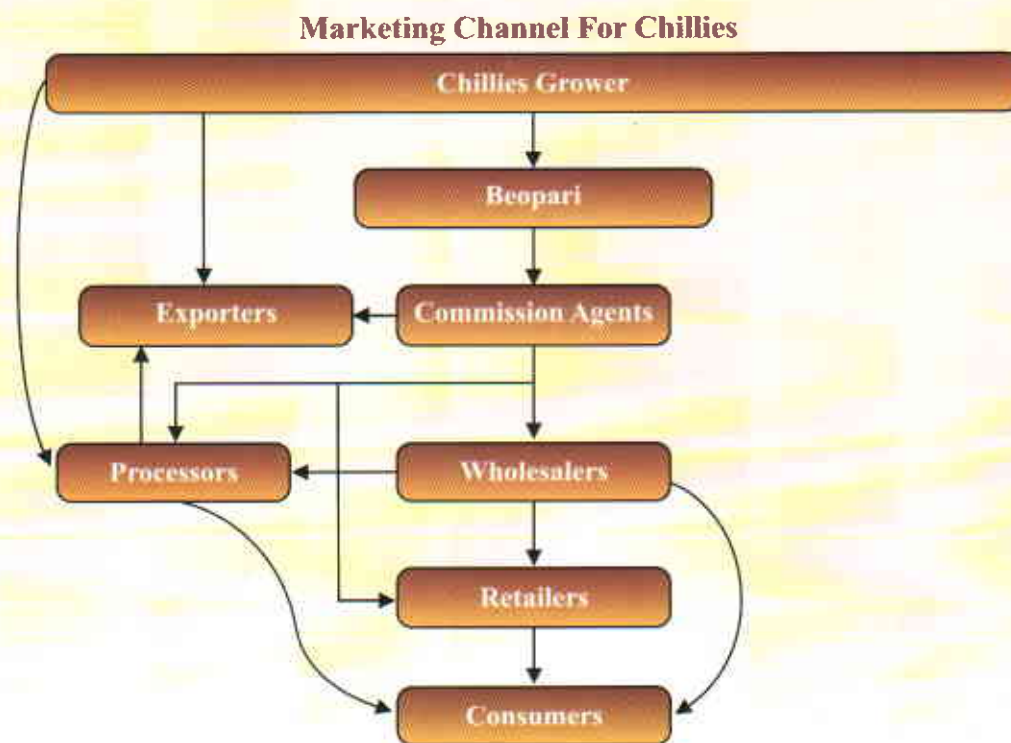 Marketing Channel For Chillies
Chillies Grower
Beopari
Exporters
Commission Agents
Processors
Wholesalers
Retailers
Consumers